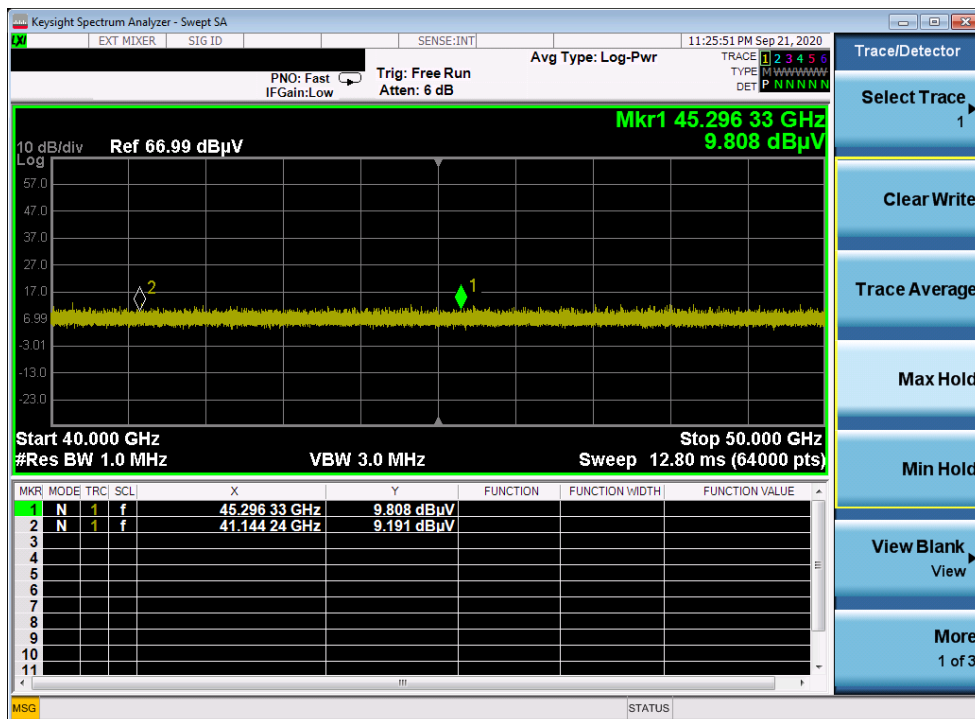 Keysight Spectrum Analyzer - Swept SA
LXI EXT MIXER SIG ID SENSE:INT 11:25:51 PM Sep 21, 2020
PNO: Fast
IFGain:Low
Trig: Free Run
Atten: 6 dB
Avg Type: Log-Pwr
TRACE 1 2 3 4 5 6
TYPE M W W W W W
DET P N N N N N
Mkr1 45.296 33 GHz
9.808 dBµV
10 dB/div Ref 66.99 dBµV
Log
57.0
47.0
37.0
27.0
17.0
6.99
-3.01
-13.0
-23.0
2
1
Start 40.000 GHz Stop 50.000 GHz
#Res BW 1.0 MHz VBW 3.0 MHz Sweep 12.80 ms (64000 pts)
MKR MODE TRC SCL X Y FUNCTION FUNCTION WIDTH FUNCTION VALUE
1 N 1 f 45.296 33 GHz 9.808 dBµV
2 N 1 f 41.144 24 GHz 9.191 dBµV
3
4
5
6
7
8
9
10
11
MSG STATUS
Trace/Detector
Select Trace
1
Clear Write
Trace Average
Max Hold
Min Hold
View Blank
View
More
1 of 3